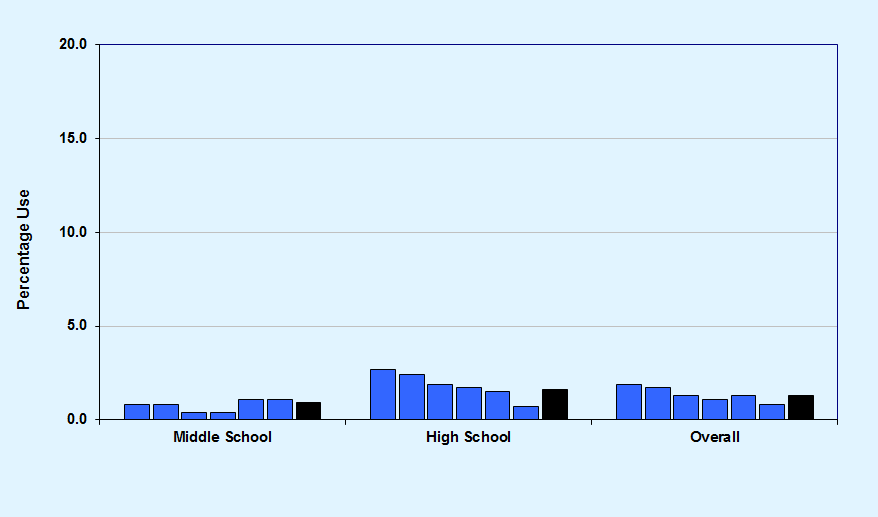 20.0
15.0
10.0
5.0
0.0
Percentage Use
Middle School
High School
Overall